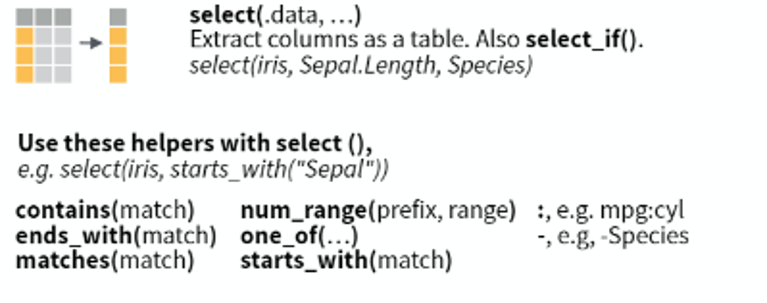 select(.data, …)
Extract columns as a table. Also select_if().
select(iris, Sepal.Length, Species)
Use these helpers with select (),
e.g. select(iris, starts_with("Sepal"))
contains(match) num_range(prefix, range) :, e.g. mpg:cyl
ends_with(match) one_of(…) -, e.g, -Species
matches(match) starts_with(match)